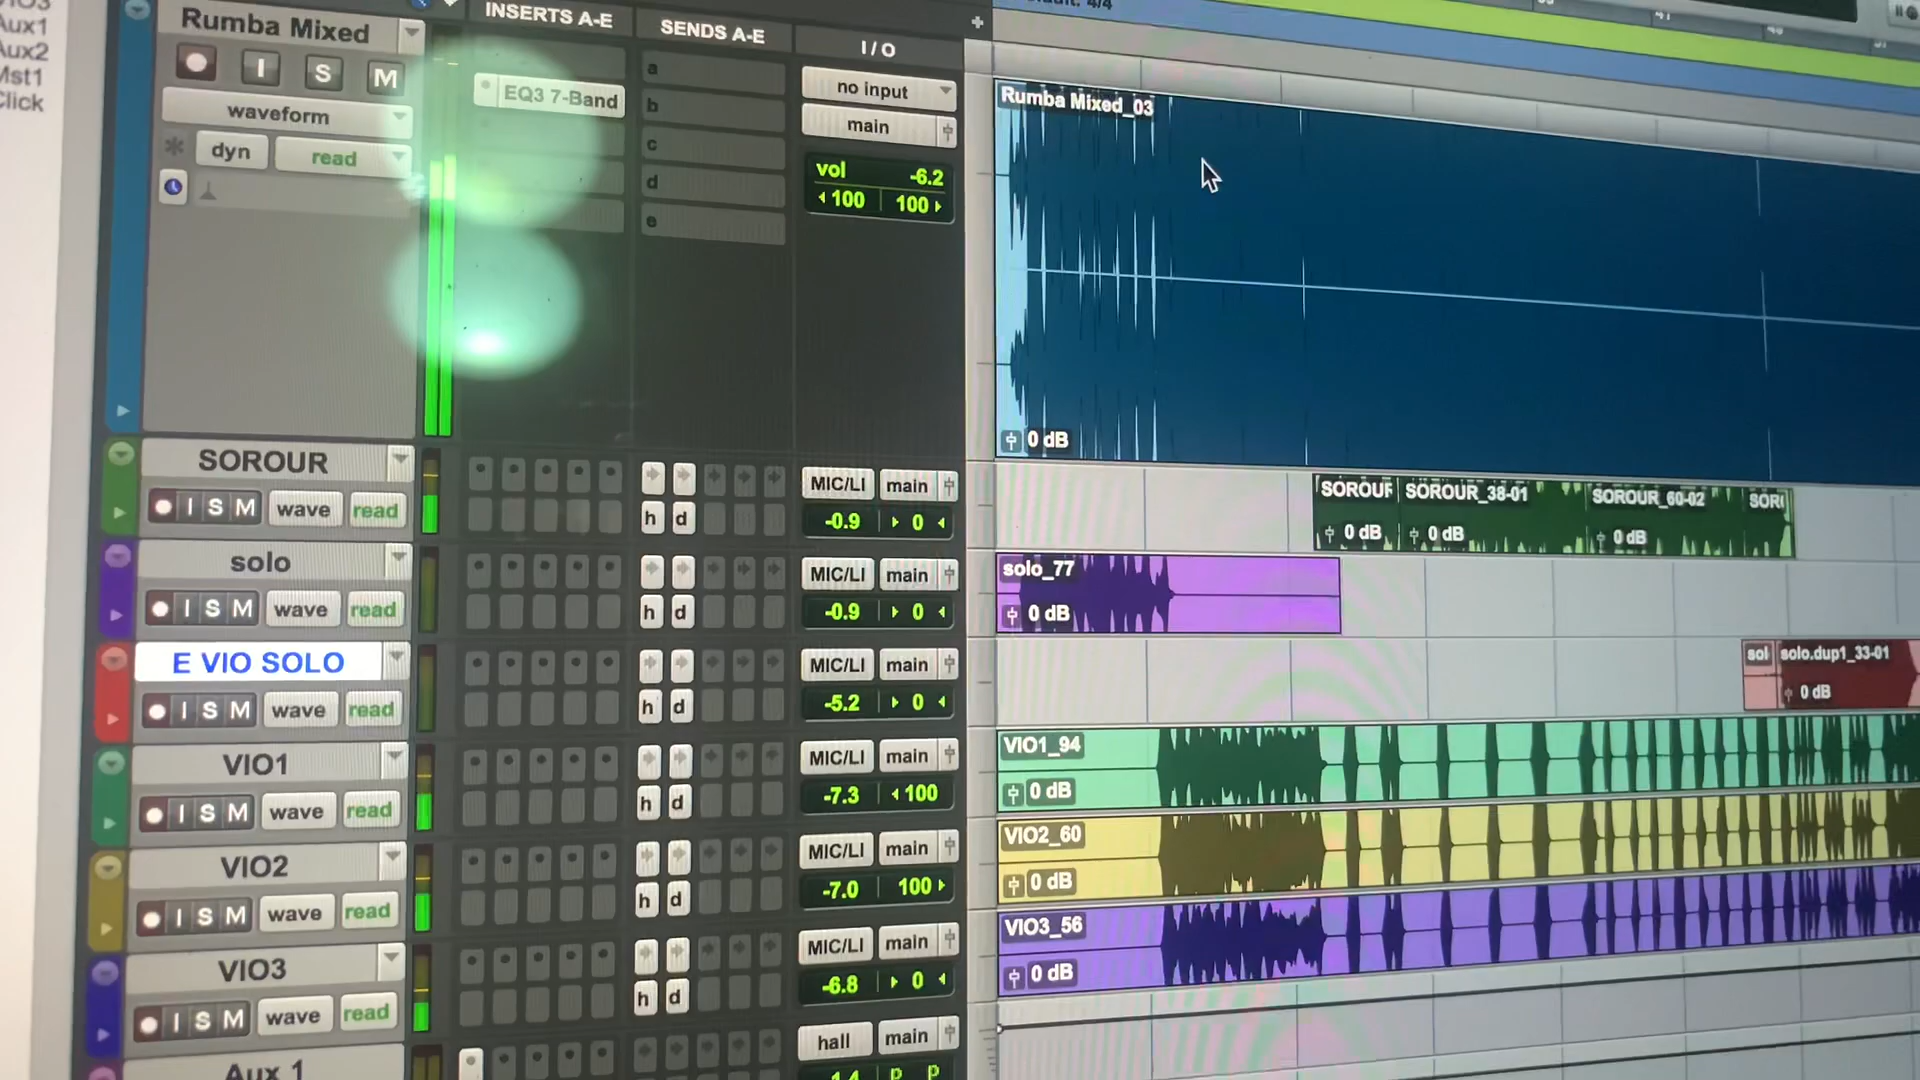 Aux1
Aux2
Mst1
Click
Rumba Mixed
INSERTS A-E
SENDS A-E
I / O
I S M
waveform
dyn read
EQ3 7-Band
a
b
c
d
e
no input
main
vol -6.2
100 100
Rumba Mixed_03
0 dB
SOROUR
I S M wave read
h d
MIC/LI main
-0.9 0
SOROUR_38-01
SOROUR_60-02
0 dB 0 dB 0 dB
solo
I S M wave read
h d
MIC/LI main
-0.9 0
solo_77
0 dB
E VIO SOLO
I S M wave read
h d
MIC/LI main
-5.2 0
sol solo.dup1_33-01
0 dB
VIO1
I S M wave read
h d
MIC/LI main
-7.3 100
VIO1_94
0 dB
VIO2
I S M wave read
h d
MIC/LI main
-7.0 100
VIO2_60
0 dB
VIO3
I S M wave read
h d
MIC/LI main
-6.8 0
VIO3_56
0 dB
Aux 1
hall main